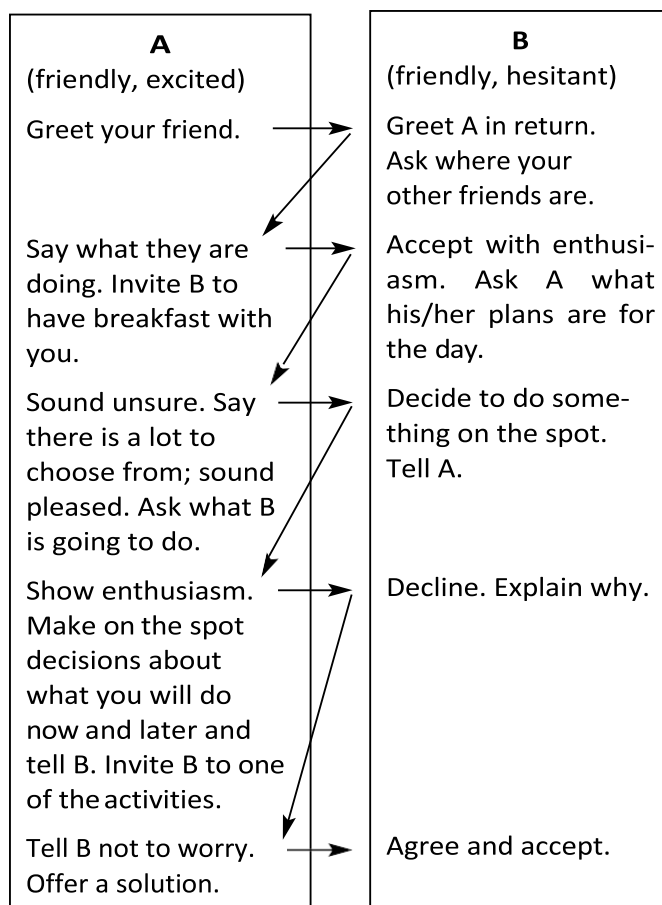 A
(friendly, excited)
Greet your friend.
Say what they are
doing. Invite B to
have breakfast with
you.
Sound unsure. Say
there is a lot to
choose from; sound
pleased. Ask what B
is going to do.
Show enthusiasm.
Make on the spot
decisions about
what you will do
now and later and
tell B. Invite B to one
of the activities.
Tell B not to worry.
Offer a solution.
B
(friendly, hesitant)
Greet A in return.
Ask where your
other friends are.
Accept with enthusi-
asm. Ask A what
his/her plans are for
the day.
Decide to do some-
thing on the spot.
Tell A.
Decline. Explain why.
Agree and accept.